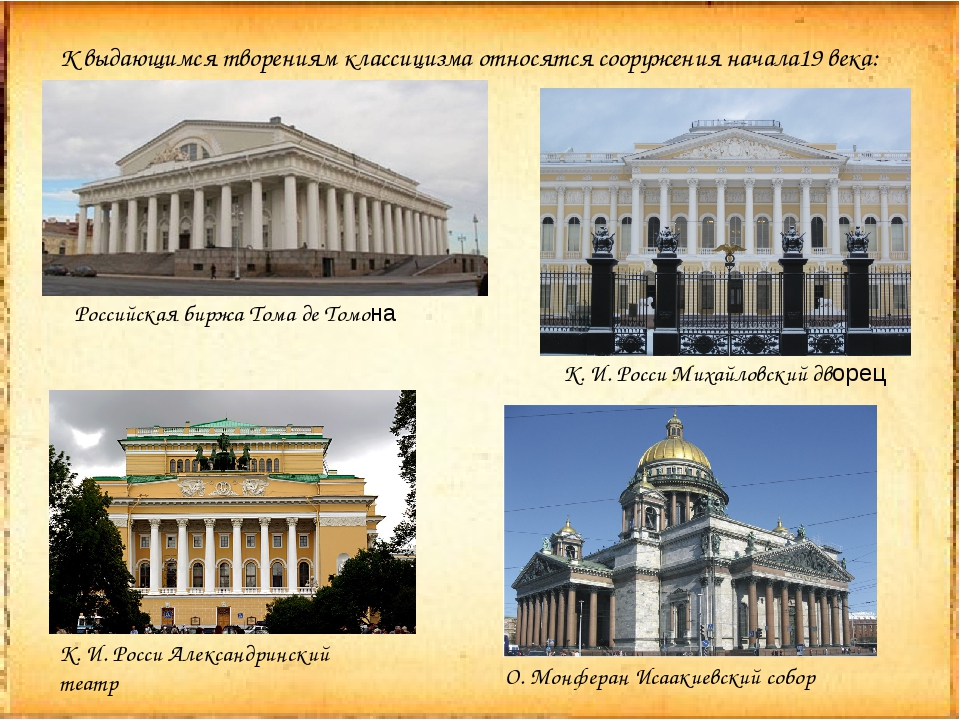 К выдающимся творениям классицизма относятся сооружения начала19 века:
Российская биржа Тома де Томона
К. И. Росси Михайловский дворец
К. И. Росси Александринский
театр
О. Монферан Исаакиевский собор